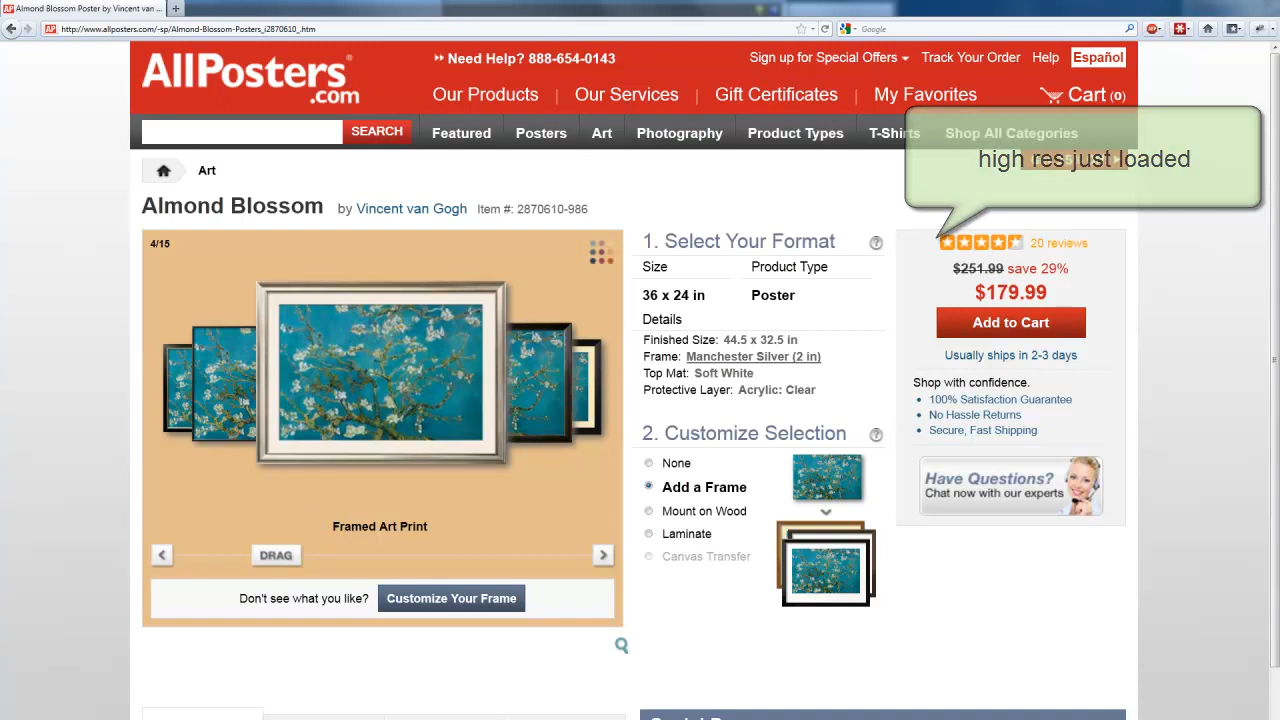 Almond Blossom Poster by Vincent van ...
http://www.allposters.com/-sp/Almond-Blossom-Posters_i2870610_.htm
Google
AllPosters®
.com
Need Help? 888-654-0143
Sign up for Special Offers
Track Your Order
Help
Español
Our Products
Our Services
Gift Certificates
My Favorites
Cart (0)
SEARCH
Featured
Posters
Art
Photography
Product Types
T-Shirts
Shop All Categories
high res just loaded
Art
Almond Blossom by Vincent van Gogh Item #: 2870610-986
4/15
Framed Art Print
DRAG
Don't see what you like?
Customize Your Frame
1. Select Your Format
Size
Product Type
36 x 24 in
Poster
Details
Finished Size: 44.5 x 32.5 in
Frame: Manchester Silver (2 in)
Top Mat: Soft White
Protective Layer: Acrylic: Clear
2. Customize Selection
None
Add a Frame
Mount on Wood
Laminate
Canvas Transfer
20 reviews
$251.99 save 29%
$179.99
Add to Cart
Usually ships in 2-3 days
Shop with confidence.
100% Satisfaction Guarantee
No Hassle Returns
Secure, Fast Shipping
Have Questions?
Chat now with our experts